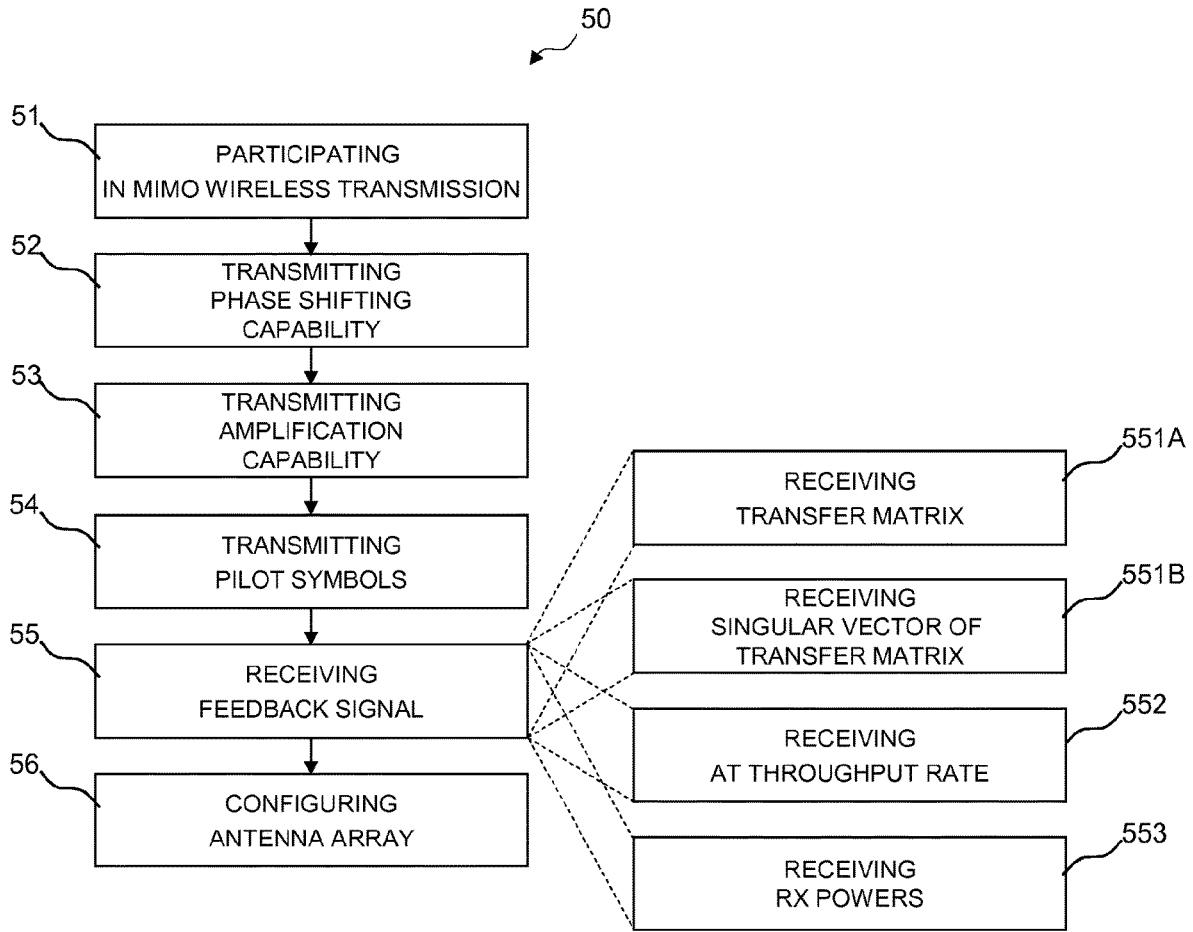 50
51
PARTICIPATING
IN MIMO WIRELESS TRANSMISSION
52
TRANSMITTING
PHASE SHIFTING
CAPABILITY
53
TRANSMITTING
AMPLIFICATION
CAPABILITY
54
TRANSMITTING
PILOT SYMBOLS
55
RECEIVING
FEEDBACK SIGNAL
56
CONFIGURING
ANTENNA ARRAY
551A
RECEIVING
TRANSFER MATRIX
551B
RECEIVING
SINGULAR VECTOR OF
TRANSFER MATRIX
552
RECEIVING
AT THROUGHPUT RATE
553
RECEIVING
RX POWERS